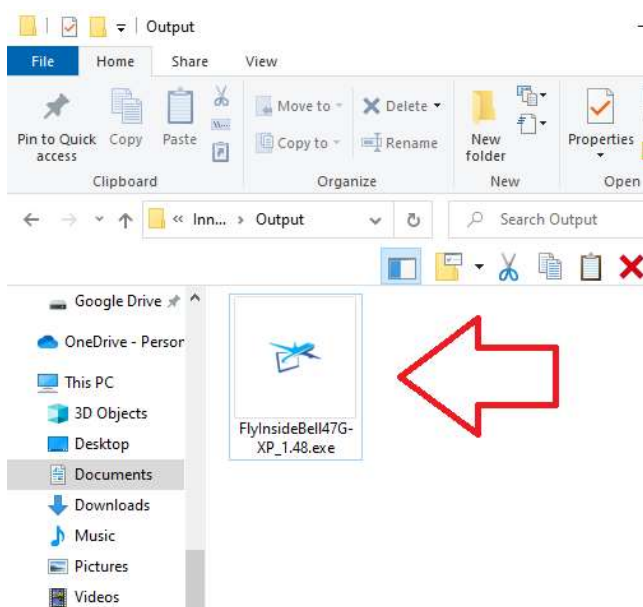 Output
File
Home
Share
View
Pin to Quick access
Copy
Paste
Move to
Copy to
Delete
Rename
New folder
Properties
Clipboard
Organize
New
Open
« Inn... › Output
Search Output
Google Drive
OneDrive - Person
This PC
3D Objects
Desktop
Documents
Downloads
Music
Pictures
Videos
FlyInsideBell47G-
XP_1.48.exe